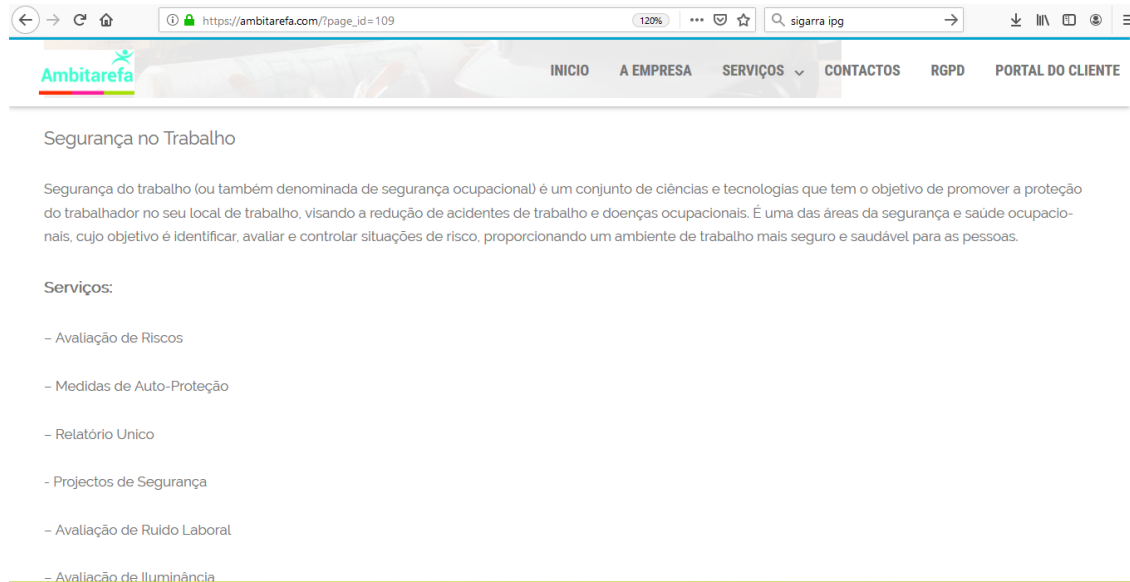 https://ambitarefa.com/?page_id=109
120%
sigarra ipg
Ambitarefa
INICIO A EMPRESA SERVIÇOS CONTACTOS RGPD PORTAL DO CLIENTE
Segurança no Trabalho
Segurança do trabalho (ou também denominada de segurança ocupacional) é um conjunto de ciências e tecnologias que tem o objetivo de promover a proteção
do trabalhador no seu local de trabalho, visando a redução de acidentes de trabalho e doenças ocupacionais. É uma das áreas da segurança e saúde ocupacio-
nais, cujo objetivo é identificar, avaliar e controlar situações de risco, proporcionando um ambiente de trabalho mais seguro e saudável para as pessoas.
Serviços:
– Avaliação de Riscos
– Medidas de Auto-Proteção
– Relatório Unico
- Projectos de Segurança
– Avaliação de Ruido Laboral
– Avaliação de Iluminância